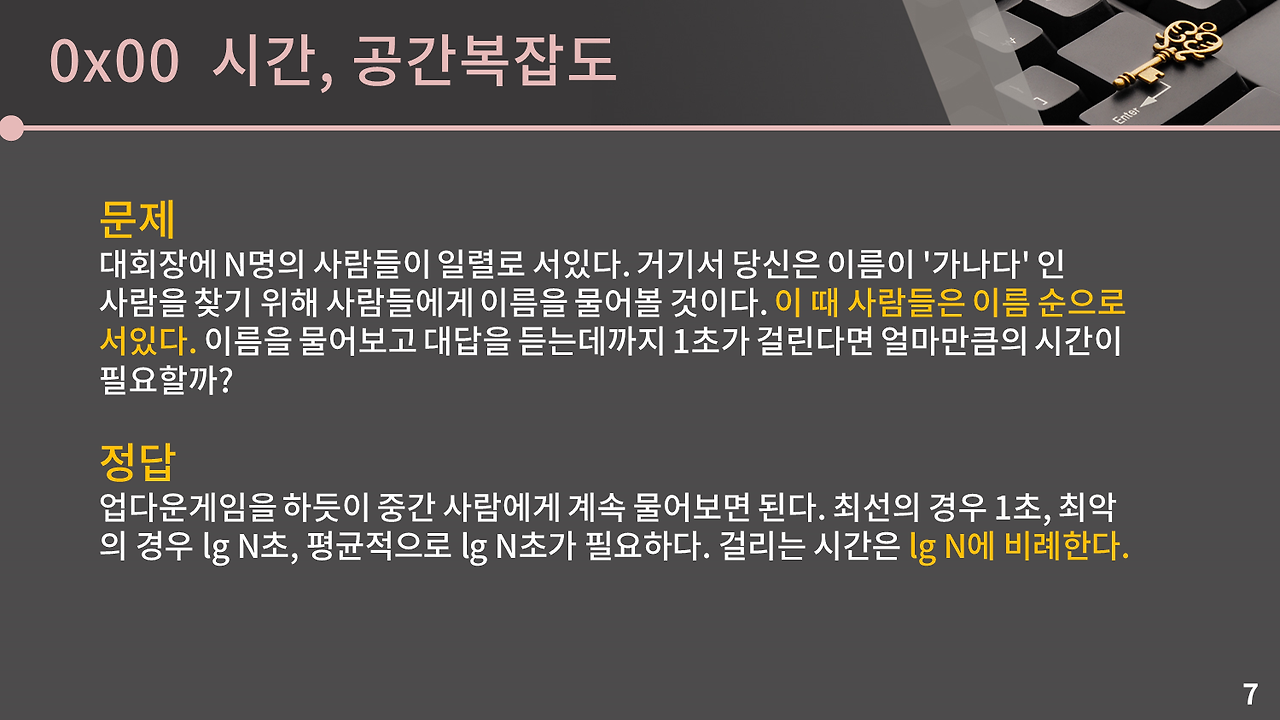 0x00 시간, 공간복잡도
Enter
문제
대회장에 N명의 사람들이 일렬로 서있다. 거기서 당신은 이름이 '가나다' 인
사람을 찾기 위해 사람들에게 이름을 물어볼 것이다. 이 때 사람들은 이름 순으로
서있다. 이름을 물어보고 대답을 듣는데까지 1초가 걸린다면 얼마만큼의 시간이
필요할까?
정답
업다운게임을 하듯이 중간 사람에게 계속 물어보면 된다. 최선의 경우 1초, 최악
의 경우 lg N초, 평균적으로 lg N초가 필요하다. 걸리는 시간은 lg N에 비례한다.
7